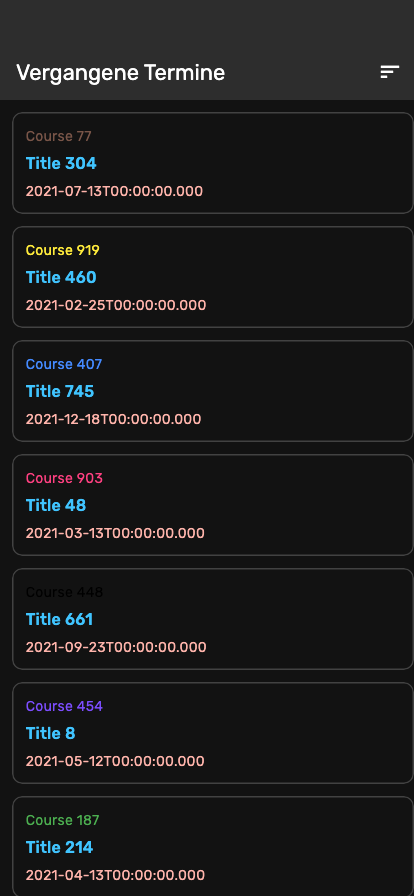 Vergangene Termine
Course 77
Title 304
2021-07-13T00:00:00.000
Course 919
Title 460
2021-02-25T00:00:00.000
Course 407
Title 745
2021-12-18T00:00:00.000
Course 903
Title 48
2021-03-13T00:00:00.000
Course 448
Title 661
2021-09-23T00:00:00.000
Course 454
Title 8
2021-05-12T00:00:00.000
Course 187
Title 214
2021-04-13T00:00:00.000